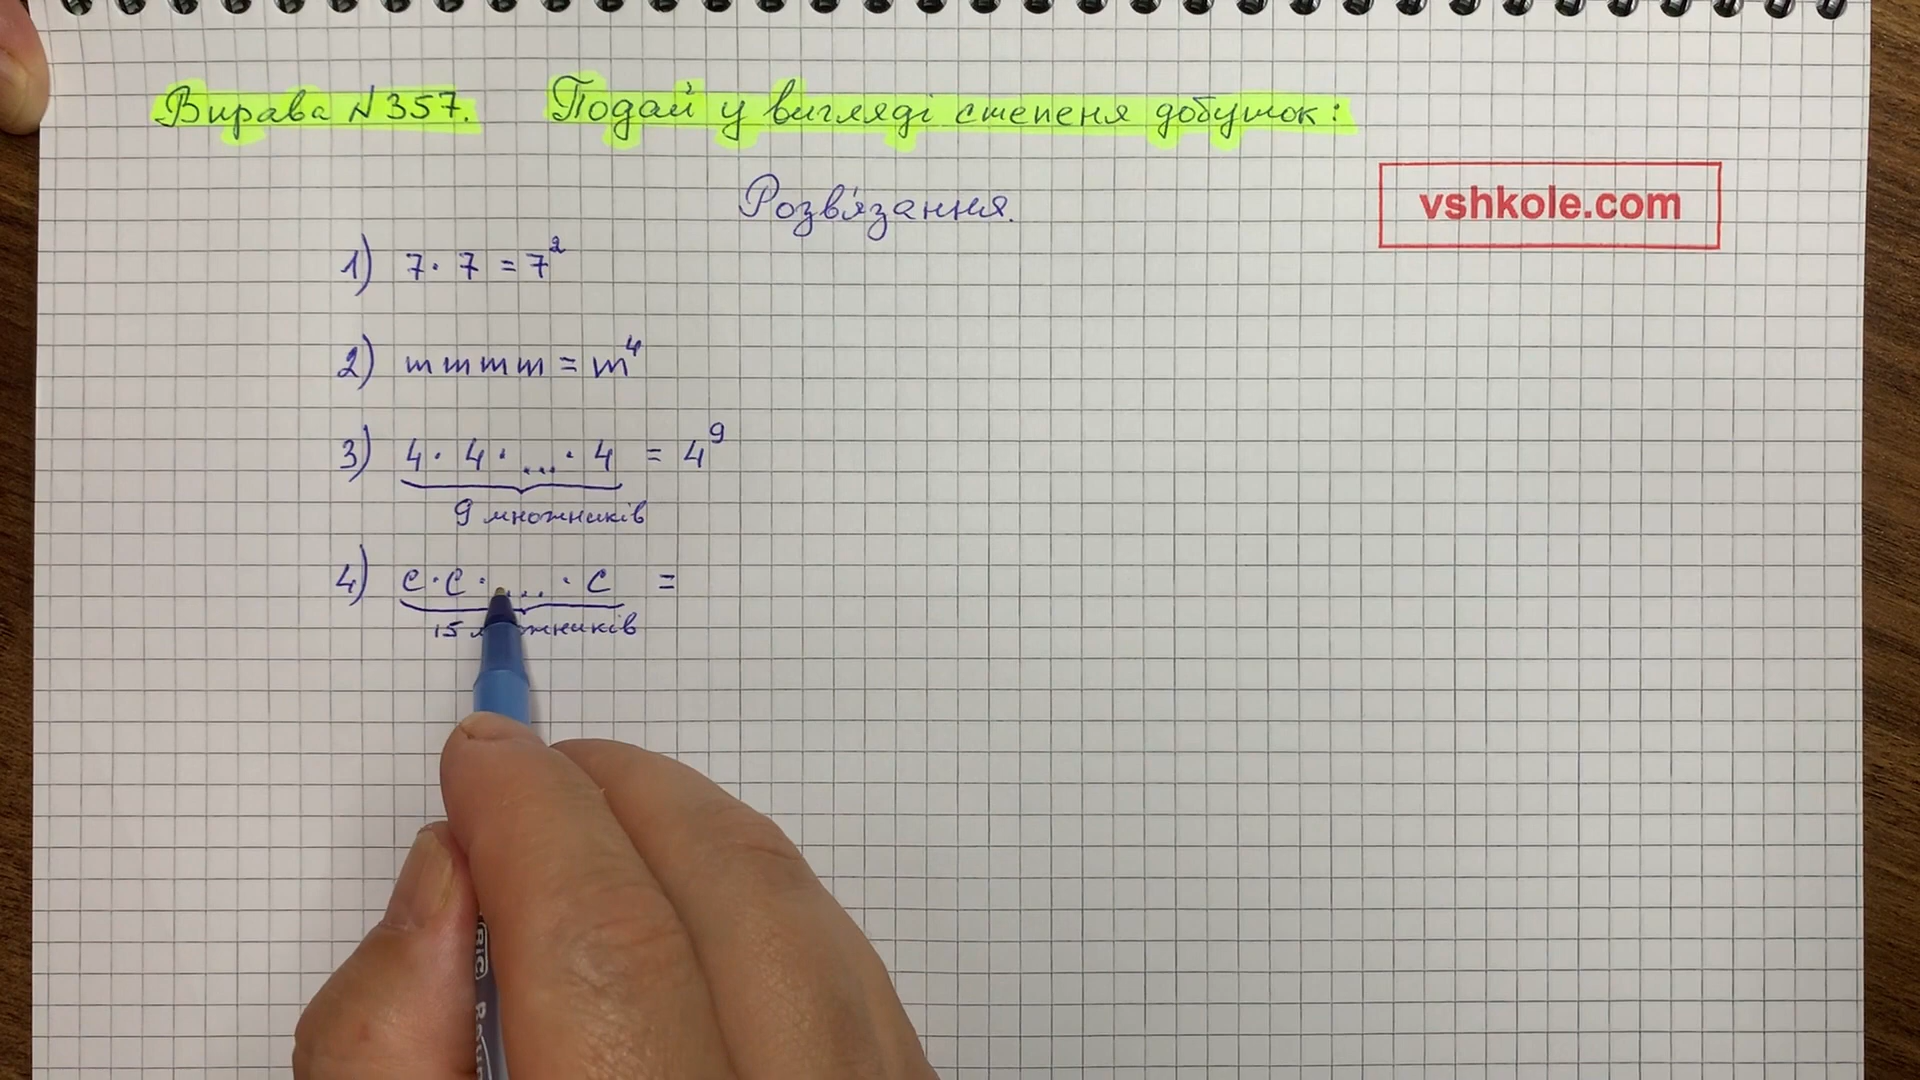 Вправа №357. Подай у вигляді степеня добуток:
Розв'язання.
vshkole.com
1) 7 · 7 = 7²
2) m m m m = m⁴
3) 4 · 4 · ... · 4 = 4⁹
9 множників
4) c · c · ... · c =
15 множників
BIC